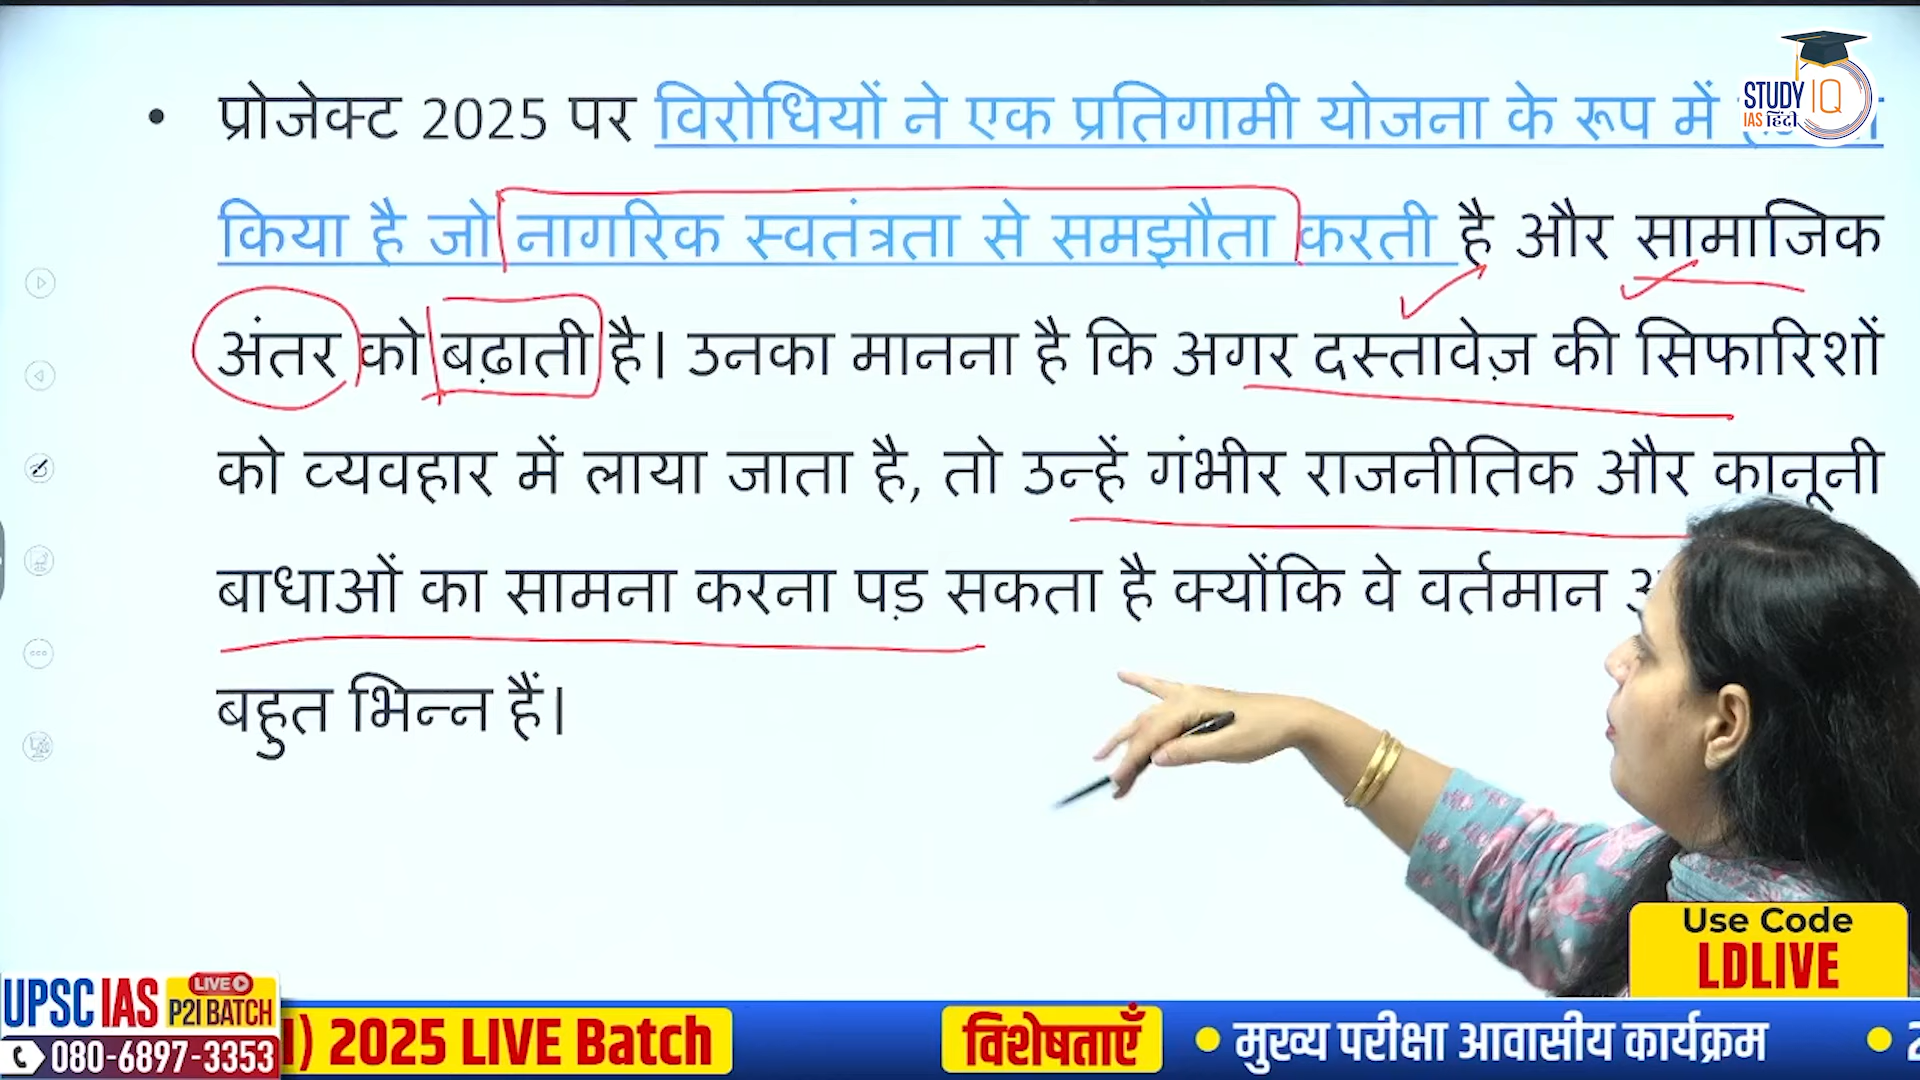 • प्रोजेक्ट 2025 पर विरोधियों ने एक प्रतिगामी योजना के रूप में
किया है जो नागरिक स्वतंत्रता से समझौता करती है और सामाजिक
अंतर को बढ़ाती है। उनका मानना है कि अगर दस्तावेज़ की सिफारिशों
को व्यवहार में लाया जाता है, तो उन्हें गंभीर राजनीतिक और कानूनी
बाधाओं का सामना करना पड़ सकता है क्योंकि वे वर्तमान
बहुत भिन्न हैं।
STUDY IQ
IAS हिंदी
Use Code
LDLIVE
UPSC IAS LIVE P2I BATCH
080-6897-3353
I) 2025 LIVE Batch विशेषताएँ • मुख्य परीक्षा आवासीय कार्यक्रम •